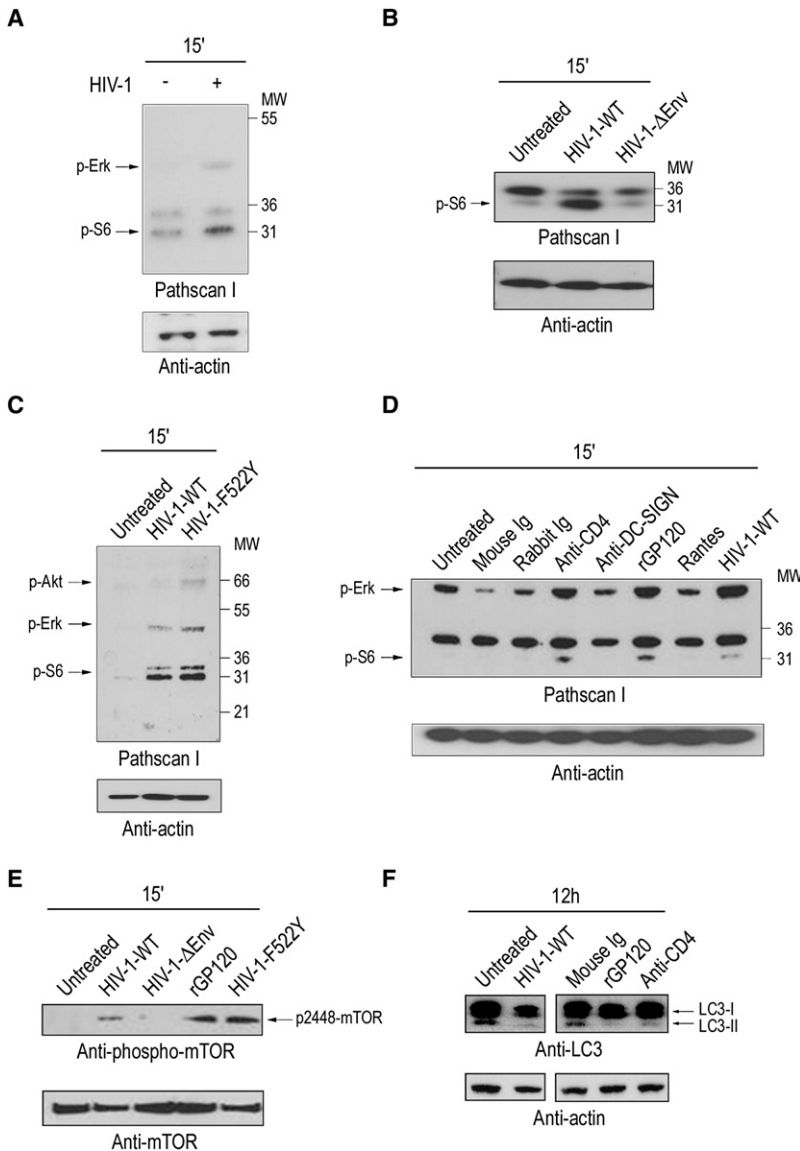 A
15'
HIV-1 - +
MW
55
p-Erk
36
p-S6
31
Pathscan I
Anti-actin
B
15'
Untreated HIV-1-WT HIV-1-ΔEnv
MW
36
p-S6
31
Pathscan I
Anti-actin
C
15'
Untreated HIV-1-WT HIV-1-F522Y
MW
p-Akt
66
55
p-Erk
36
p-S6
31
21
Pathscan I
Anti-actin
D
15'
Untreated Mouse Ig Rabbit Ig Anti-CD4 Anti-DC-SIGN rGP120 Rantes HIV-1-WT
MW
p-Erk
36
p-S6
31
Pathscan I
Anti-actin
E
15'
Untreated HIV-1-WT HIV-1-ΔEnv rGP120 HIV-1-F522Y
p2448-mTOR
Anti-phospho-mTOR
Anti-mTOR
F
12h
Untreated HIV-1-WT Mouse Ig rGP120 Anti-CD4
LC3-I
LC3-II
Anti-LC3
Anti-actin